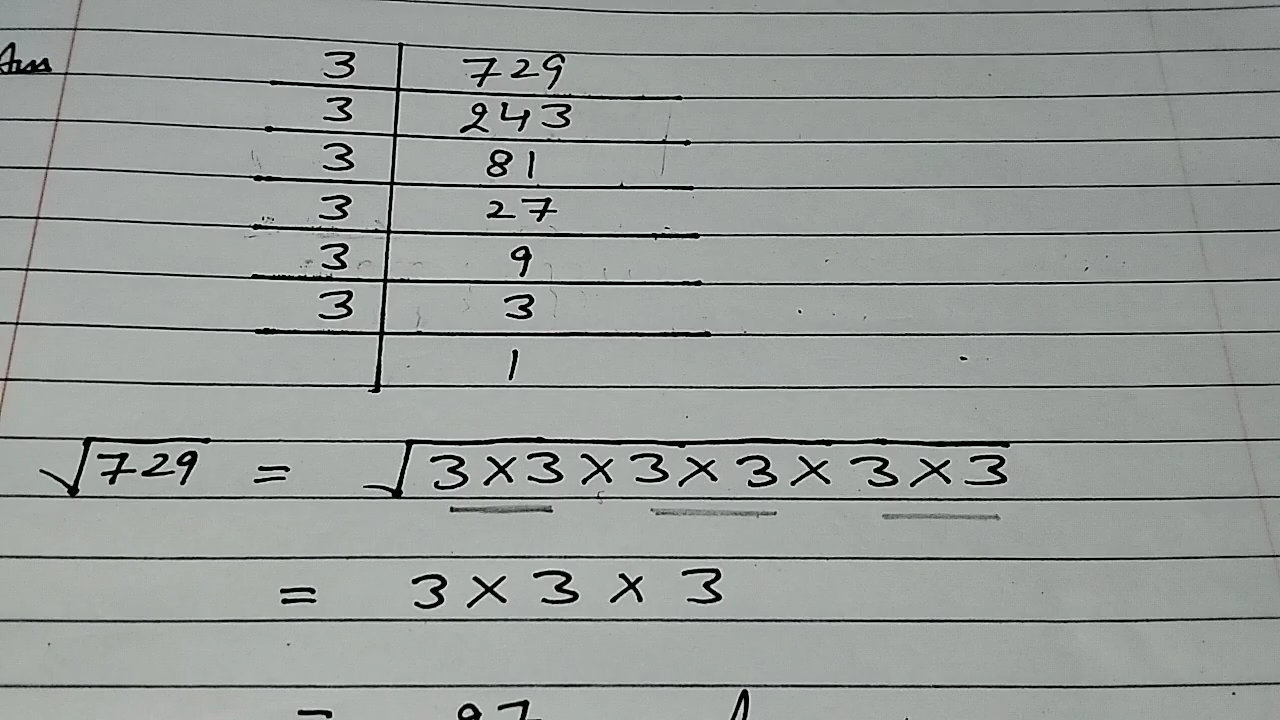 Ans 3 | 729
3 | 243
3 | 81
3 | 27
3 | 9
3 | 3
1
√729 = √3×3×3×3×3×3
= 3×3×3
=